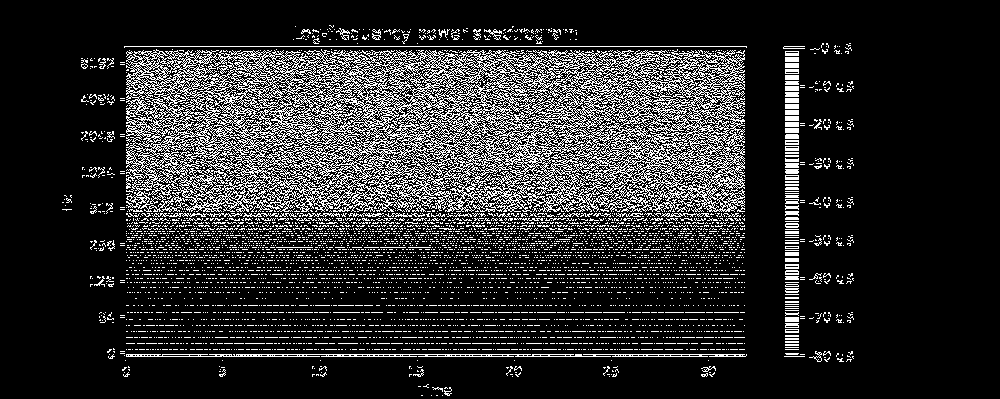 Log-frequency power spectrogram
8192
4096
2048
1024
512
256
128
64
0
Hz
0 5 10 15 20 25 30
Time
-10 dB
-20 dB
-30 dB
-40 dB
-50 dB
-60 dB
-70 dB
-80 dB